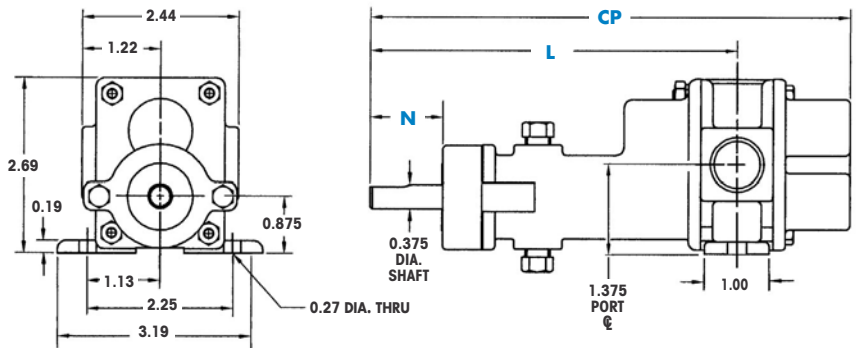 2.44
1.22
2.69
0.19
0.875
1.13
2.25
3.19
0.27 DIA. THRU
CP
L
N
0.375
DIA.
SHAFT
1.375
PORT
℄
1.00